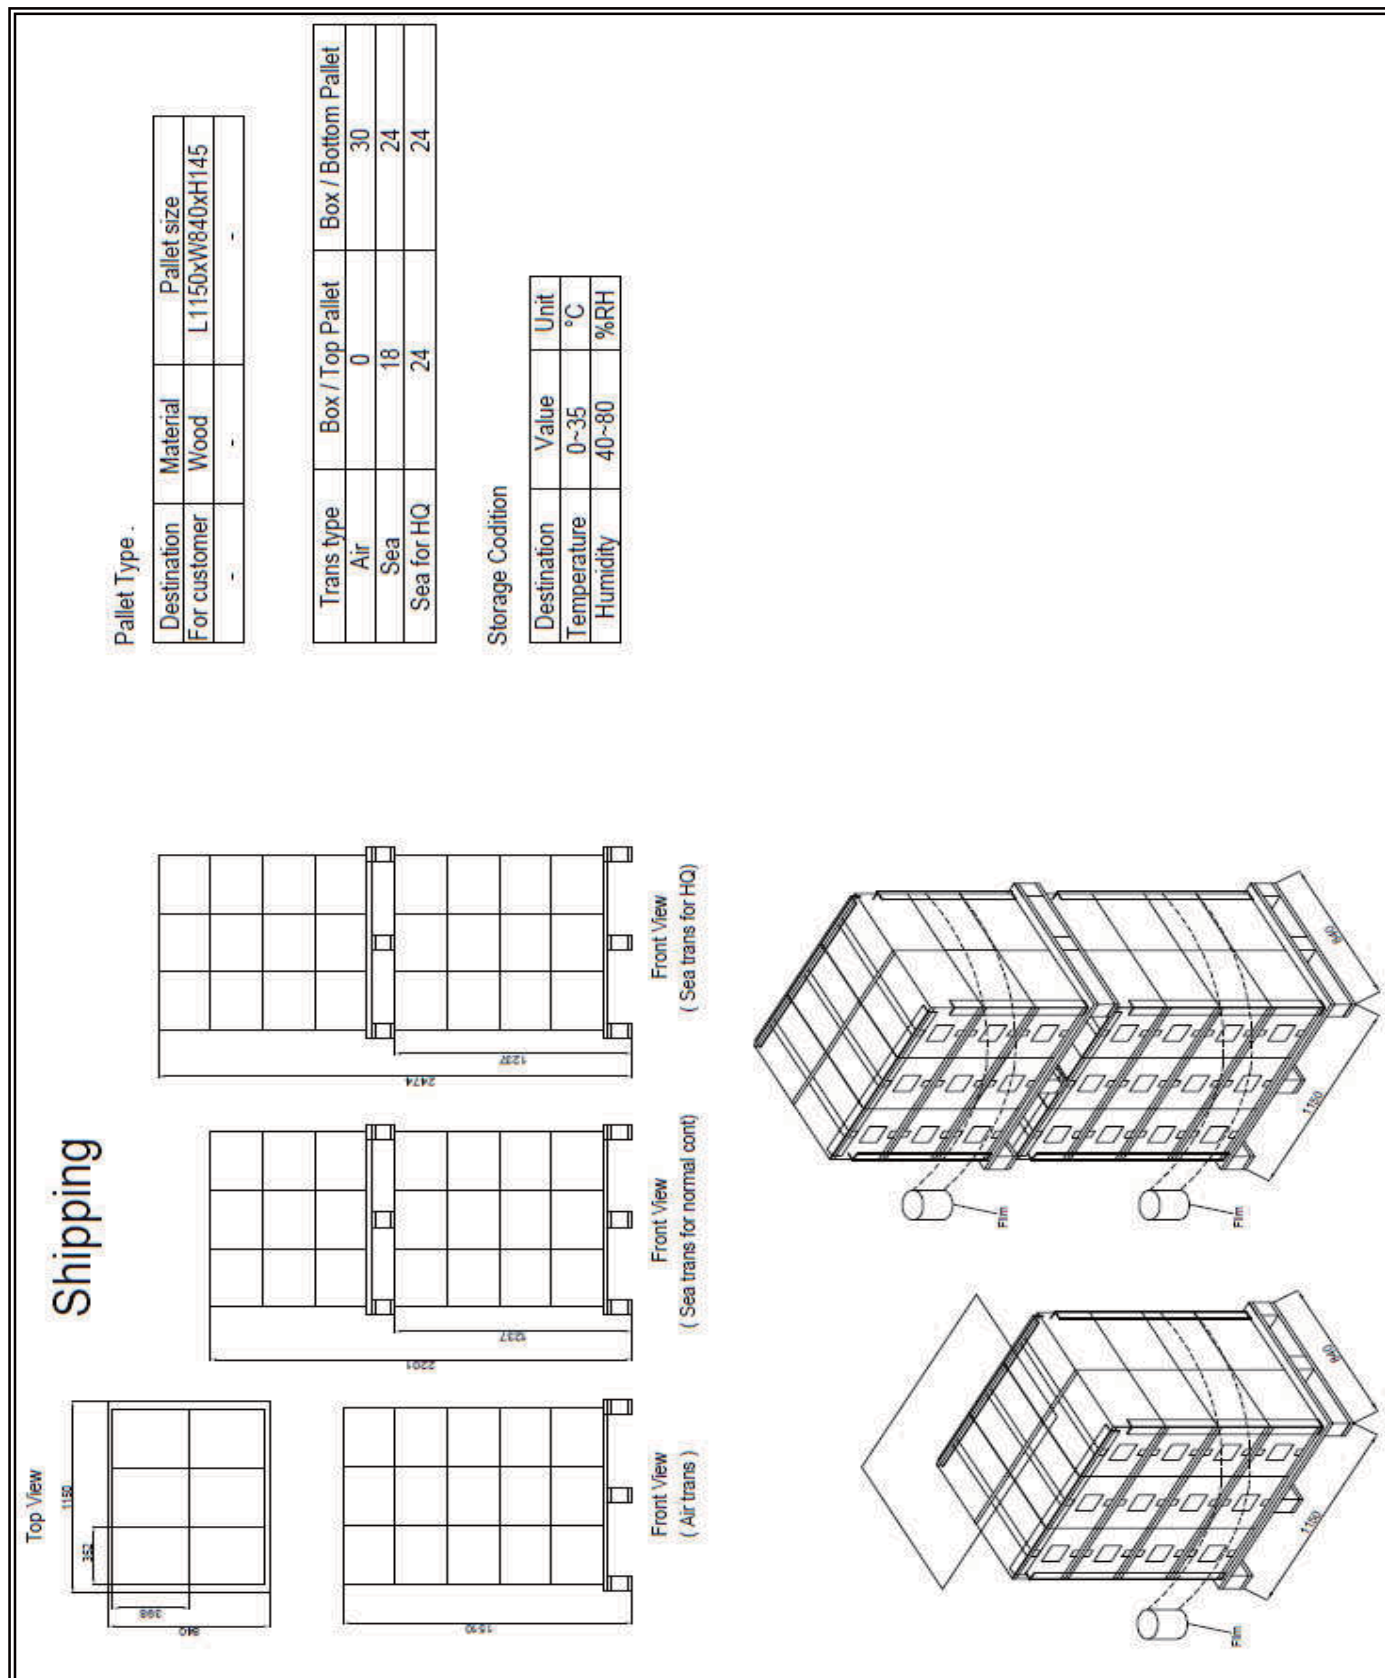 Shipping
Top View
1150
352
398
840
1510
Front View
( Air trans )
2201
1237
Front View
( Sea trans for normal cont)
2474
1237
Front View
( Sea trans for HQ)
Pallet Type .
Destination Material Pallet size
For customer Wood L1150xW840xH145
- - -
Trans type Box / Top Pallet Box / Bottom Pallet
Air 0 30
Sea 18 24
Sea for HQ 24 24
Storage Codition
Destination Value Unit
Temperature 0~35 °C
Humidity 40~80 %RH
Film
1150
840
Film
Film
1150
840